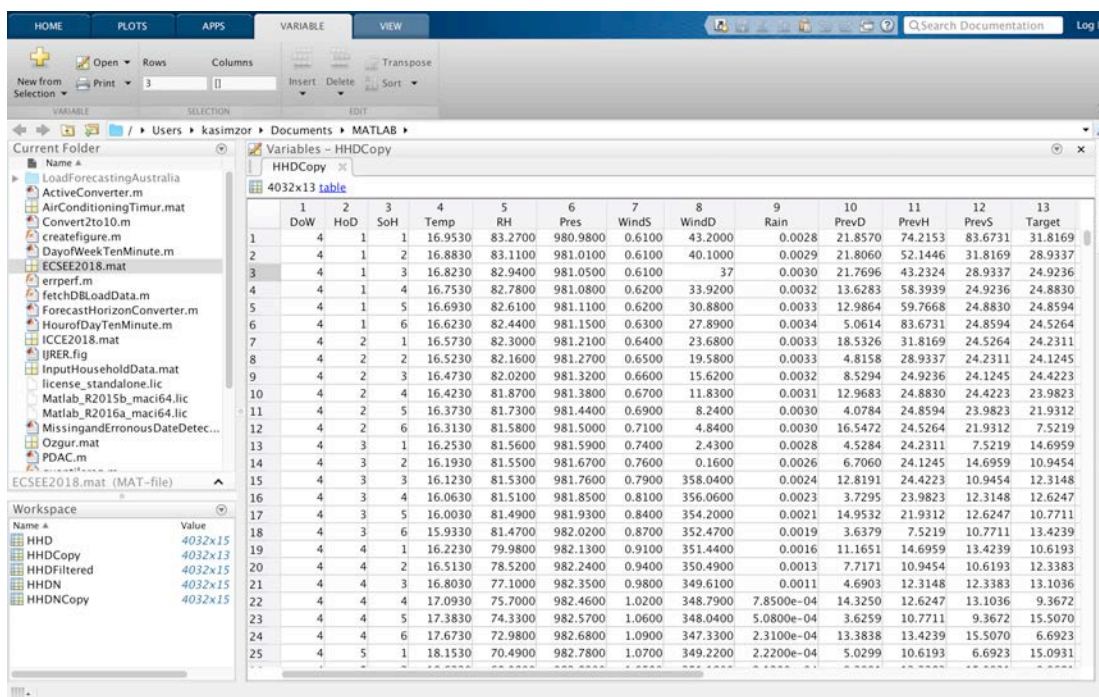 HOME PLOTS APPS VARIABLE VIEW Search Documentation Log
New from Selection Open Print Rows Columns 3 [] Insert Delete Transpose Sort
VARIABLE SELECTION EDIT
/ Users kasimzor Documents MATLAB
Current Folder
Name
LoadForecastingAustralia
ActiveConverter.m
AirConditioningTimur.mat
Convert2to10.m
createfigure.m
DayofWeekTenMinute.m
ECSEE2018.mat
errperf.m
fetchDBLoadData.m
ForecastHorizonConverter.m
HourofDayTenMinute.m
ICCE2018.mat
IJRER.fig
InputHouseholdData.mat
license_standalone.lic
Matlab_R2015b_maci64.lic
Matlab_R2016a_maci64.lic
MissingandErronousDateDetec...
Ozgur.mat
PDAC.m
ECSEE2018.mat (MAT-file)
Workspace
Name Value
HHD 4032x15
HHDCopy 4032x13
HHDFiltered 4032x15
HHDN 4032x15
HHDNCopy 4032x15
Variables - HHDCopy
HHDCopy
4032x13 table
1 2 3 4 5 6 7 8 9 10 11 12 13
DoW HoD SoH Temp RH Pres WindS WindD Rain PrevD PrevH PrevS Target
1 4 1 1 16.9530 83.2700 980.9800 0.6100 43.2000 0.0028 21.8570 74.2153 83.6731 31.8169
2 4 1 2 16.8830 83.1100 981.0100 0.6100 40.1000 0.0029 21.8060 52.1446 31.8169 28.9337
3 4 1 3 16.8230 82.9400 981.0500 0.6100 37 0.0030 21.7696 43.2324 28.9337 24.9236
4 4 1 4 16.7530 82.7800 981.0800 0.6200 33.9200 0.0032 13.6283 58.3939 24.9236 24.8830
5 4 1 5 16.6930 82.6100 981.1100 0.6200 30.8800 0.0033 12.9864 59.7668 24.8830 24.8594
6 4 1 6 16.6230 82.4400 981.1500 0.6300 27.8900 0.0034 5.0614 83.6731 24.8594 24.5264
7 4 2 1 16.5730 82.3000 981.2100 0.6400 23.6800 0.0033 18.5326 31.8169 24.5264 24.2311
8 4 2 2 16.5230 82.1600 981.2700 0.6500 19.5800 0.0033 4.8158 28.9337 24.2311 24.1245
9 4 2 3 16.4730 82.0200 981.3200 0.6600 15.6200 0.0032 8.5294 24.9236 24.1245 24.4223
10 4 2 4 16.4230 81.8700 981.3800 0.6700 11.8300 0.0031 12.9683 24.8830 24.4223 23.9823
11 4 2 5 16.3730 81.7300 981.4400 0.6900 8.2400 0.0030 4.0784 24.8594 23.9823 21.9312
12 4 2 6 16.3130 81.5800 981.5000 0.7100 4.8400 0.0030 16.5472 24.5264 21.9312 7.5219
13 4 3 1 16.2530 81.5600 981.5900 0.7400 2.4300 0.0028 4.5284 24.2311 7.5219 14.6959
14 4 3 2 16.1930 81.5500 981.6700 0.7600 0.1600 0.0026 6.7060 24.1245 14.6959 10.9454
15 4 3 3 16.1230 81.5300 981.7600 0.7900 358.0400 0.0024 12.8191 24.4223 10.9454 12.3148
16 4 3 4 16.0630 81.5100 981.8500 0.8100 356.0600 0.0023 3.7295 23.9823 12.3148 12.6247
17 4 3 5 16.0030 81.4900 981.9300 0.8400 354.2000 0.0021 14.9532 21.9312 12.6247 10.7711
18 4 3 6 15.9330 81.4700 982.0200 0.8700 352.4700 0.0019 3.6379 7.5219 10.7711 13.4239
19 4 4 1 16.2230 79.9800 982.1300 0.9100 351.4400 0.0016 11.1651 14.6959 13.4239 10.6193
20 4 4 2 16.5130 78.5200 982.2400 0.9400 350.4900 0.0013 7.7171 10.9454 10.6193 12.3383
21 4 4 3 16.8030 77.1000 982.3500 0.9800 349.6100 0.0011 4.6903 12.3148 12.3383 13.1036
22 4 4 4 17.0930 75.7000 982.4600 1.0200 348.7900 7.8500e-04 14.3250 12.6247 13.1036 9.3672
23 4 4 5 17.3830 74.3300 982.5700 1.0600 348.0400 5.0800e-04 3.6259 10.7711 9.3672 15.5070
24 4 4 6 17.6730 72.9800 982.6800 1.0900 347.3300 2.3100e-04 13.3838 13.4239 15.5070 6.6923
25 4 5 1 18.1530 70.4900 982.7800 1.0700 349.2200 2.2200e-04 5.0299 10.6193 6.6923 15.0931